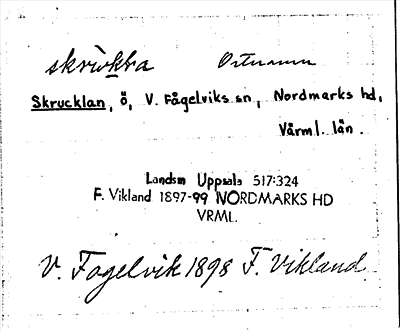 skrùkka Ortnamn
Skrucklan, ö, V. Fågelviks sn, Nordmarks hd,
Värml. län.
Landsm Uppsala 517:324
F. Vikland 1897-99 NORDMARKS HD
VRML.
V. Fågelvik 1898 F. Vikland